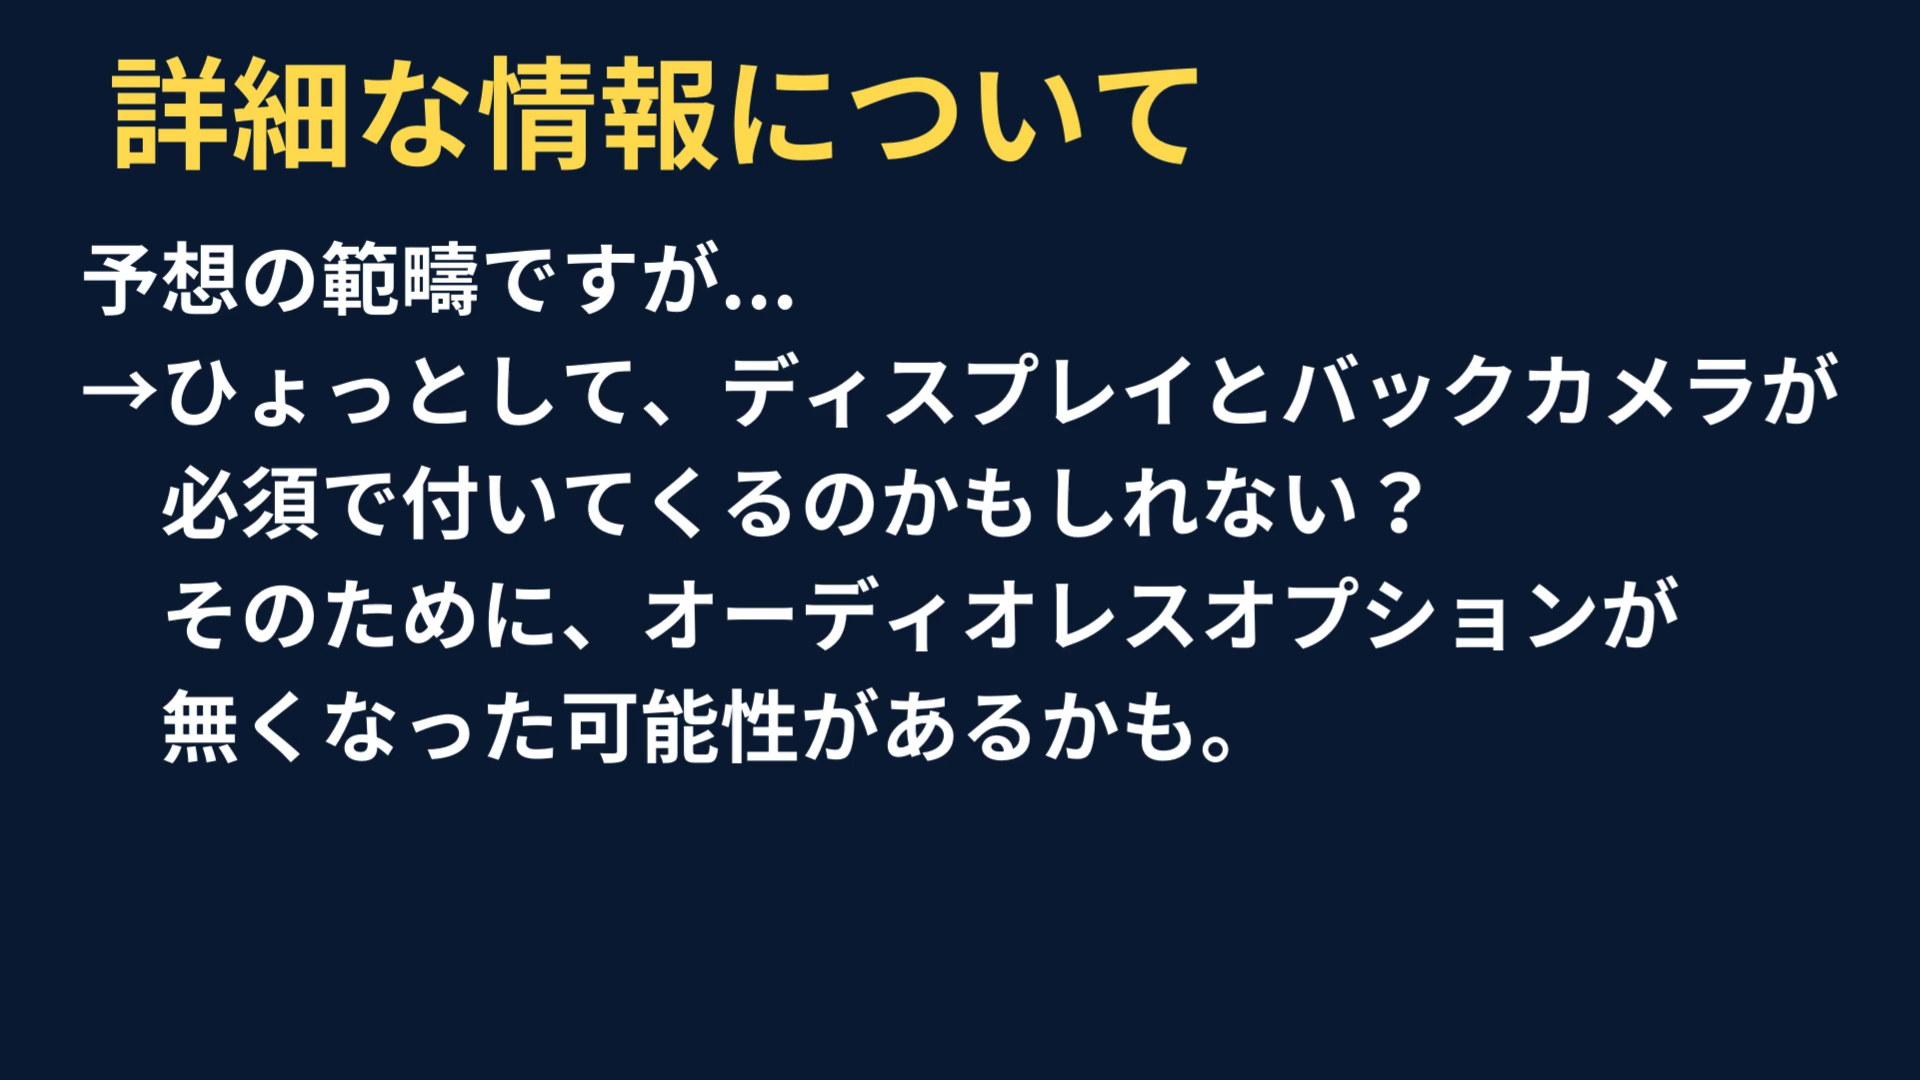 詳細な情報について
予想の範疇ですが...
→ひょっとして、ディスプレイとバックカメラが
必須で付いてくるのかもしれない？
そのために、オーディオレスオプションが
無くなった可能性があるかも。